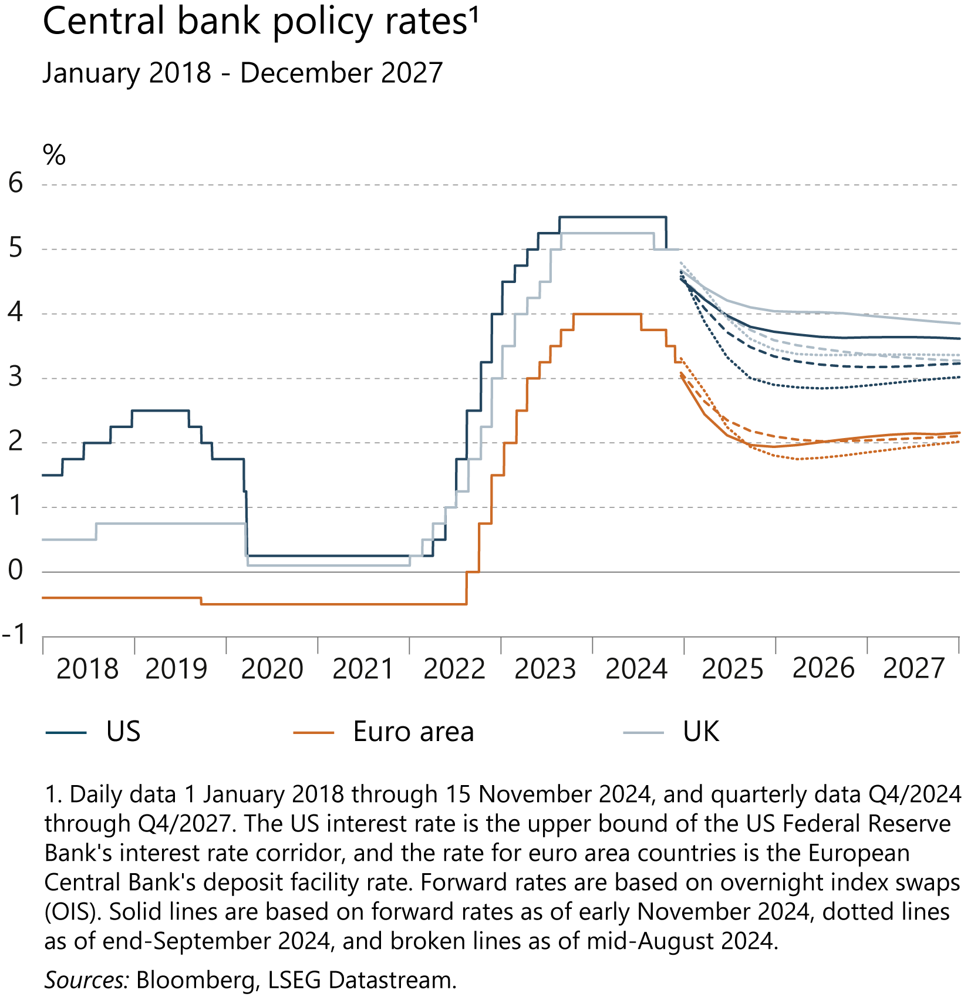 Central bank policy rates¹
January 2018 - December 2027
%
6
5
4
3
2
1
0
-1
2018 2019 2020 2021 2022 2023 2024 2025 2026 2027
US Euro area UK
1. Daily data 1 January 2018 through 15 November 2024, and quarterly data Q4/2024
through Q4/2027. The US interest rate is the upper bound of the US Federal Reserve
Bank's interest rate corridor, and the rate for euro area countries is the European
Central Bank's deposit facility rate. Forward rates are based on overnight index swaps
(OIS). Solid lines are based on forward rates as of early November 2024, dotted lines
as of end-September 2024, and broken lines as of mid-August 2024.
Sources: Bloomberg, LSEG Datastream.